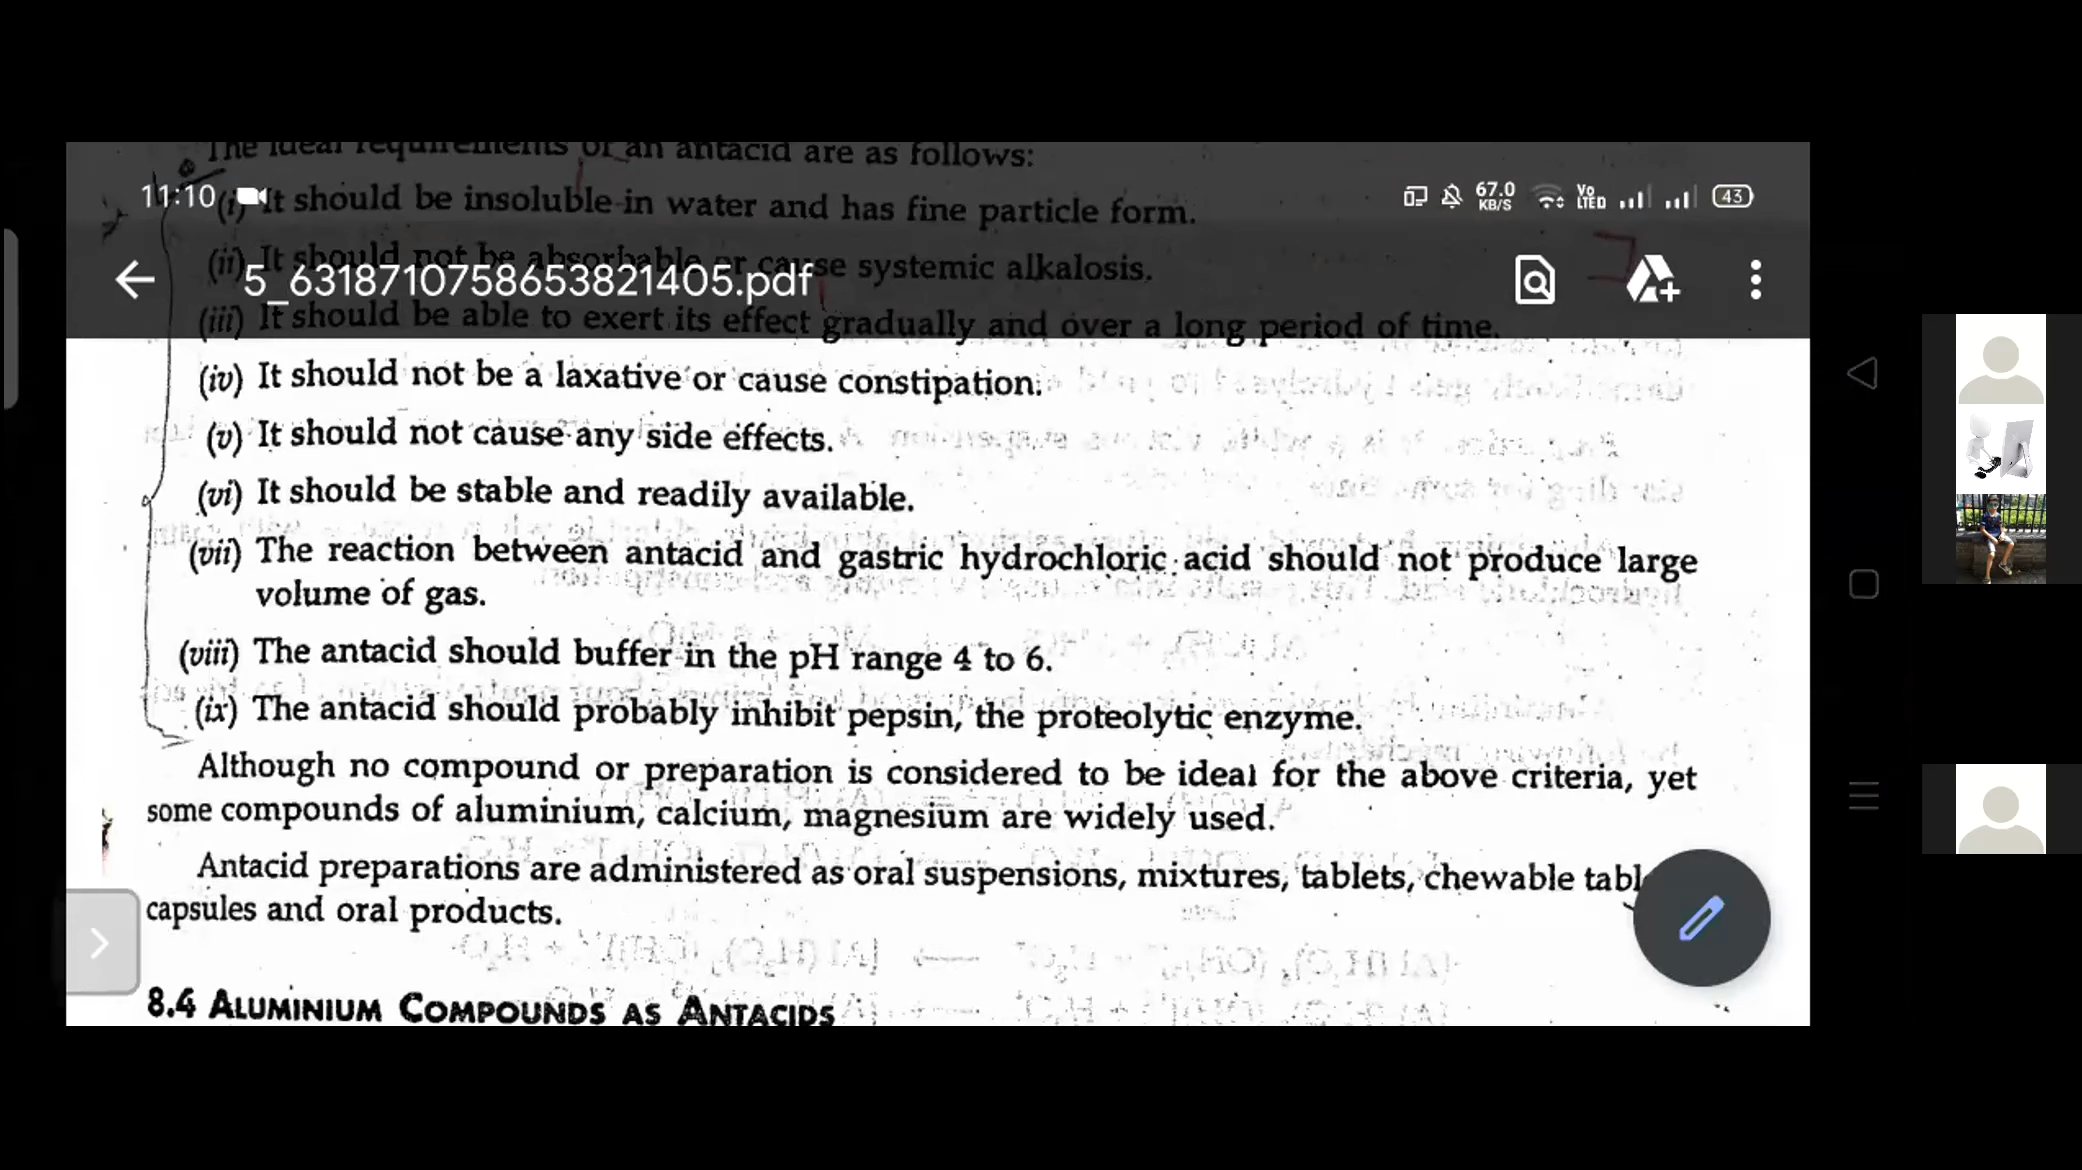 The ideal requirements of an antacid are as follows:
11:10
67.0
KB/S
Vo
LTED
43
(i) It should be insoluble in water and has fine particle form.
(ii) It should not be absorbable or cause systemic alkalosis.
5_6318710758653821405.pdf
(iii) It should be able to exert its effect gradually and over a long period of time.
(iv) It should not be a laxative or cause constipation.
(v) It should not cause any side effects.
(vi) It should be stable and readily available.
(vii) The reaction between antacid and gastric hydrochloric acid should not produce large
volume of gas.
(viii) The antacid should buffer in the pH range 4 to 6.
(ix) The antacid should probably inhibit pepsin, the proteolytic enzyme.
Although no compound or preparation is considered to be ideal for the above criteria, yet
some compounds of aluminium, calcium, magnesium are widely used.
Antacid preparations are administered as oral suspensions, mixtures, tablets, chewable
capsules and oral products.
8.4 ALUMINIUM COMPOUNDS AS ANTACIDS